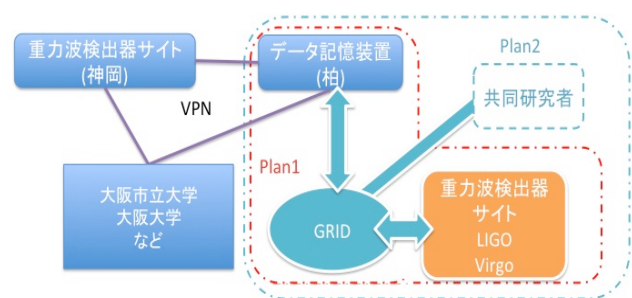 重力波検出器サイト
(神岡)
データ記憶装置
(柏)
Plan2
共同研究者
VPN
Plan1
大阪市立大学
大阪大学
など
GRID
重力波検出器
サイト
LIGO
Virgo